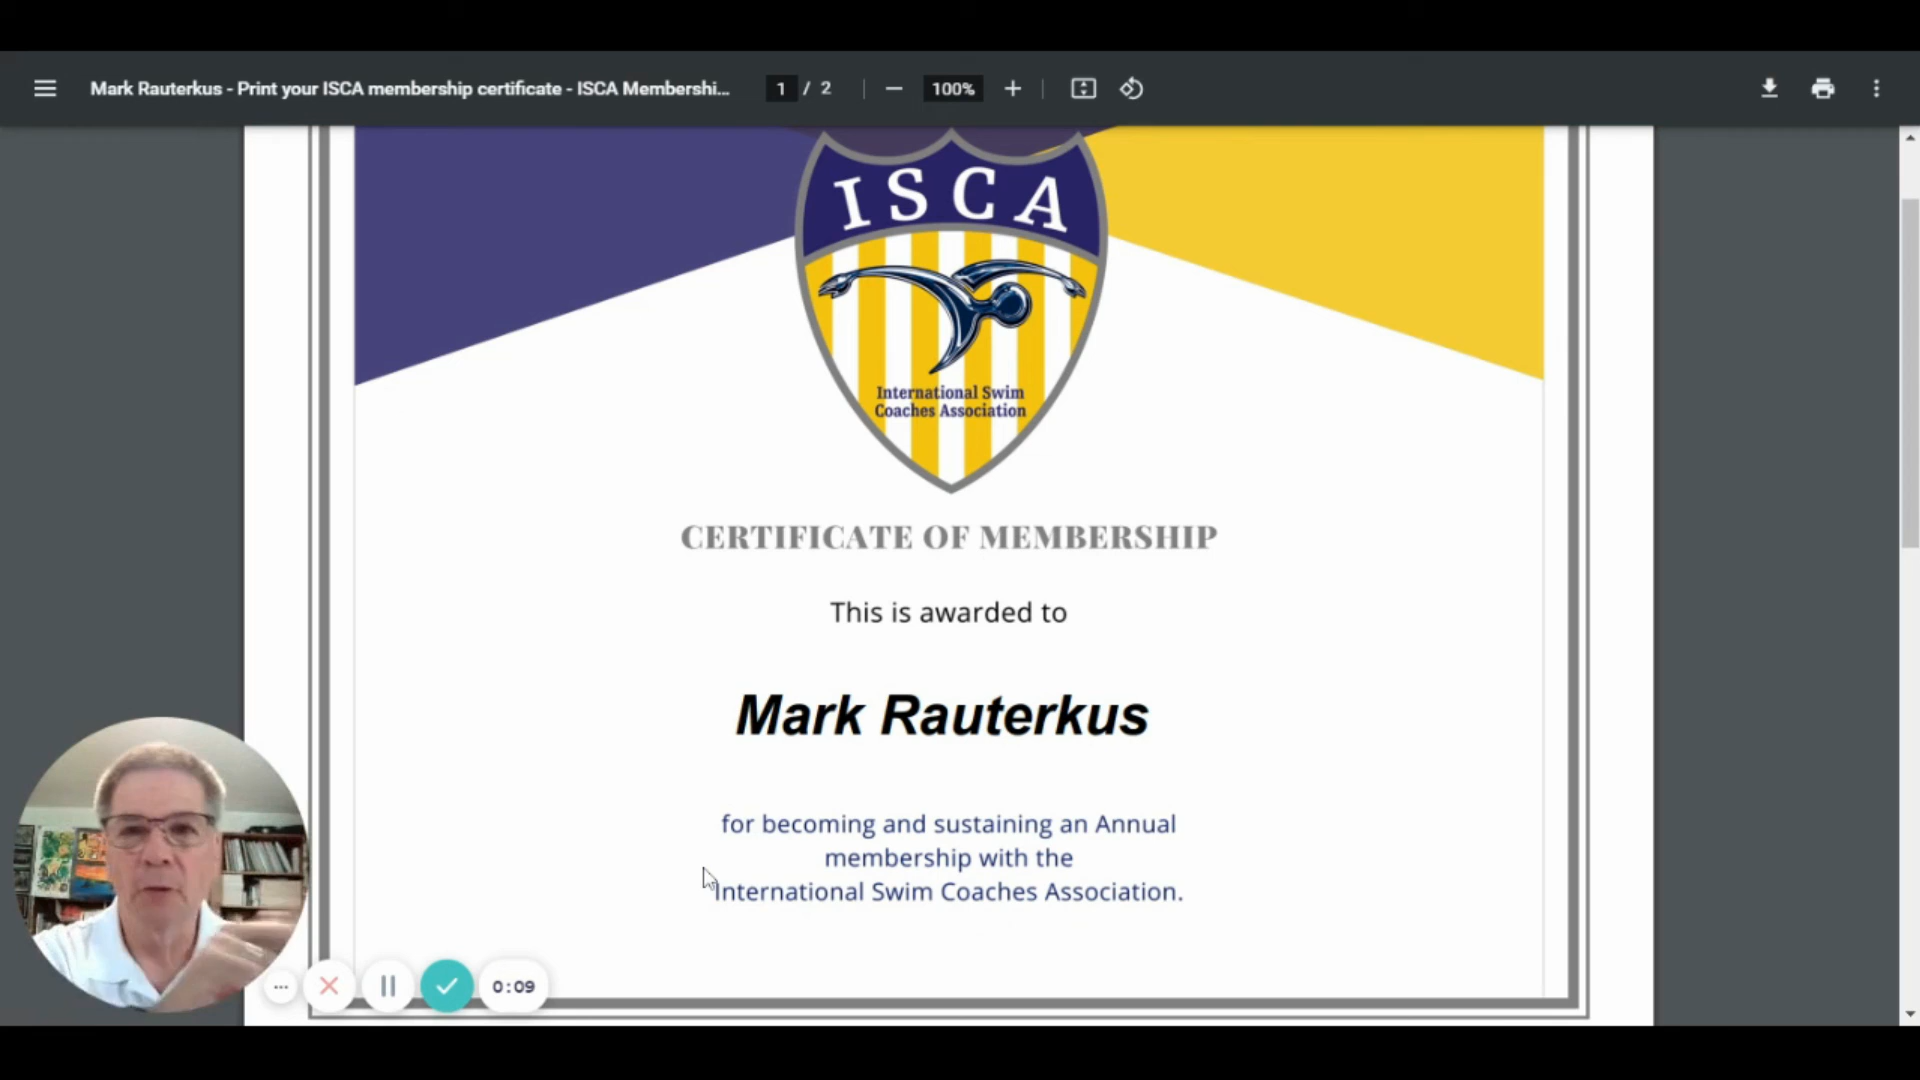 Mark Rauterkus - Print your ISCA membership certificate - ISCA Membershi...
1 / 2
100%
ISCA
International Swim
Coaches Association
CERTIFICATE OF MEMBERSHIP
This is awarded to
Mark Rauterkus
for becoming and sustaining an Annual
membership with the
International Swim Coaches Association.
0:09